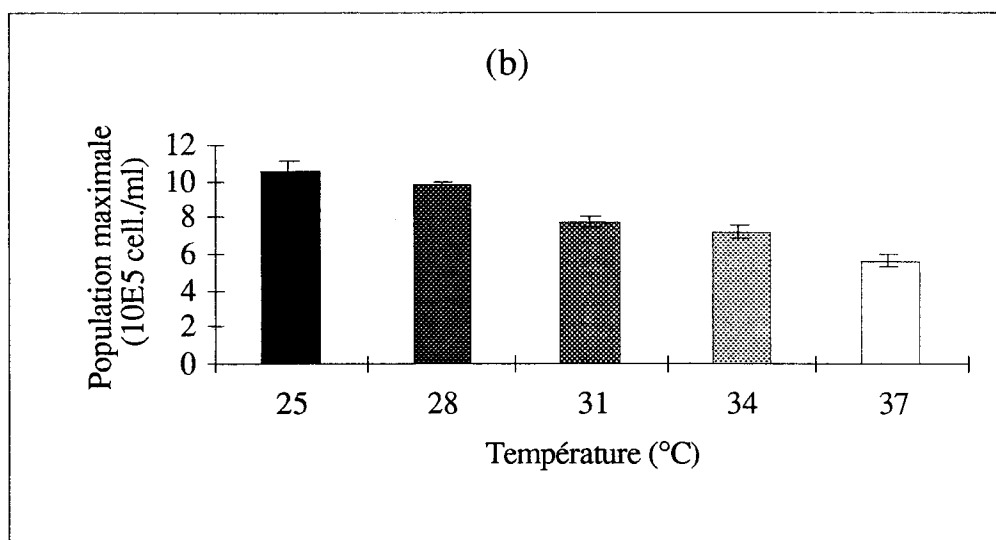 (b)
Population maximale
(10E5 cell./ml)
12
10
8
6
4
2
0
25 28 31 34 37
Température (°C)